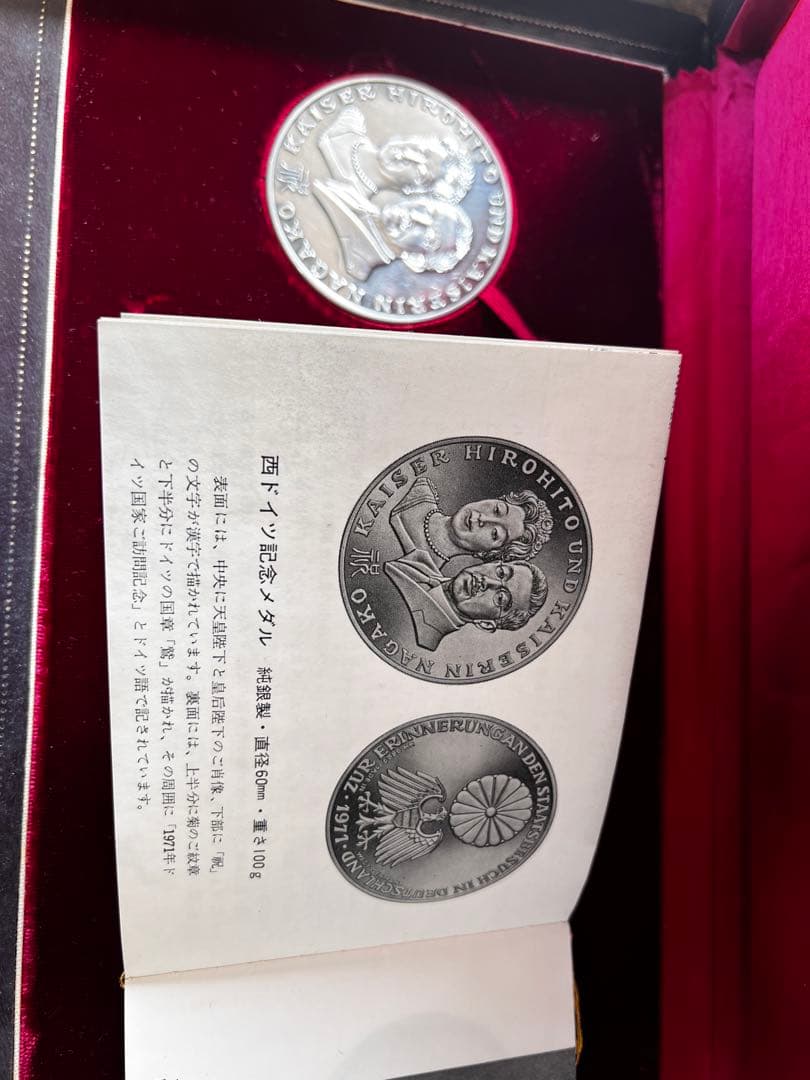 KAISER HIROHITO UND KAISERIN NAGAKO
祝
KAISER HIROHITO UND KAISERIN NAGAKO
祝
ZUR ERINNERUNG AN DEN STAATSBESUCH IN DEUTSCHLAND · 1971 ·
西ドイツ記念メダル 純銀製・直径60mm・重さ100g
表面には、中央に天皇陛下と皇后陛下のご肖像、下部に「祝」
の文字が漢字で描かれています。裏面には、上半分に菊のご紋章
と下半分にドイツの国章「鷲」が描かれ、その周囲に「1971年ド
イツ国家ご訪問記念」とドイツ語で記されています。